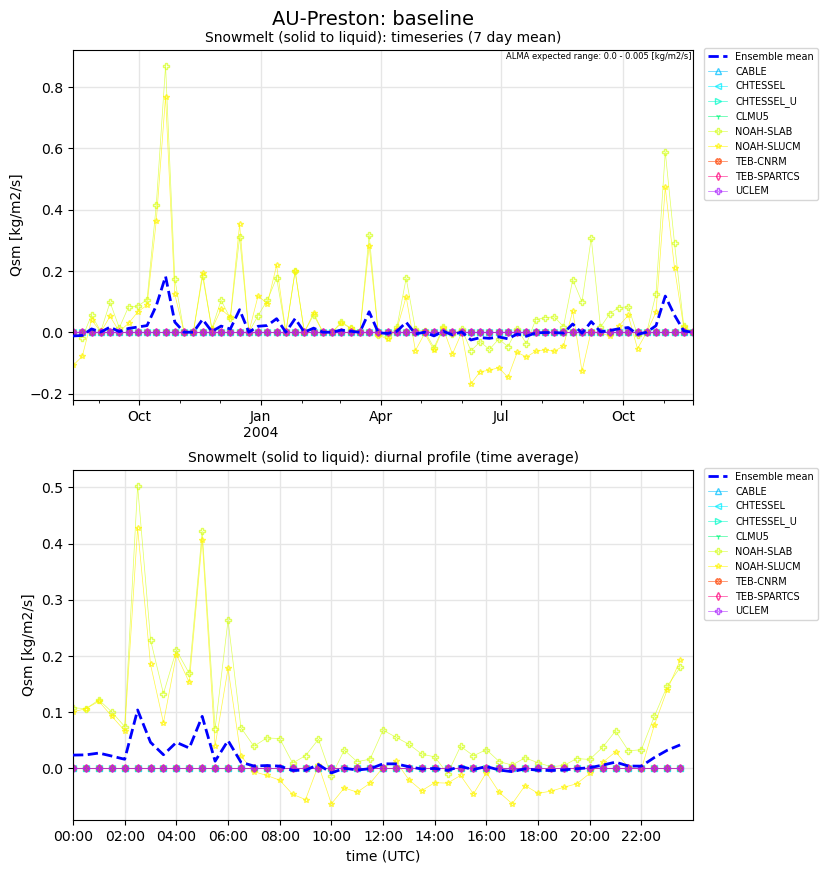 AU-Preston: baseline
Snowmelt (solid to liquid): timeseries (7 day mean)
ALMA expected range: 0.0 - 0.005 [kg/m2/s]
Qsm [kg/m2/s]
0.8
0.6
0.4
0.2
0.0
−0.2
Oct
Jan
2004
Apr
Jul
Oct
Ensemble mean
CABLE
CHTESSEL
CHTESSEL_U
CLMU5
NOAH-SLAB
NOAH-SLUCM
TEB-CNRM
TEB-SPARTCS
UCLEM
Snowmelt (solid to liquid): diurnal profile (time average)
Qsm [kg/m2/s]
0.5
0.4
0.3
0.2
0.1
0.0
00:00
02:00
04:00
06:00
08:00
10:00
12:00
14:00
16:00
18:00
20:00
22:00
time (UTC)
Ensemble mean
CABLE
CHTESSEL
CHTESSEL_U
CLMU5
NOAH-SLAB
NOAH-SLUCM
TEB-CNRM
TEB-SPARTCS
UCLEM